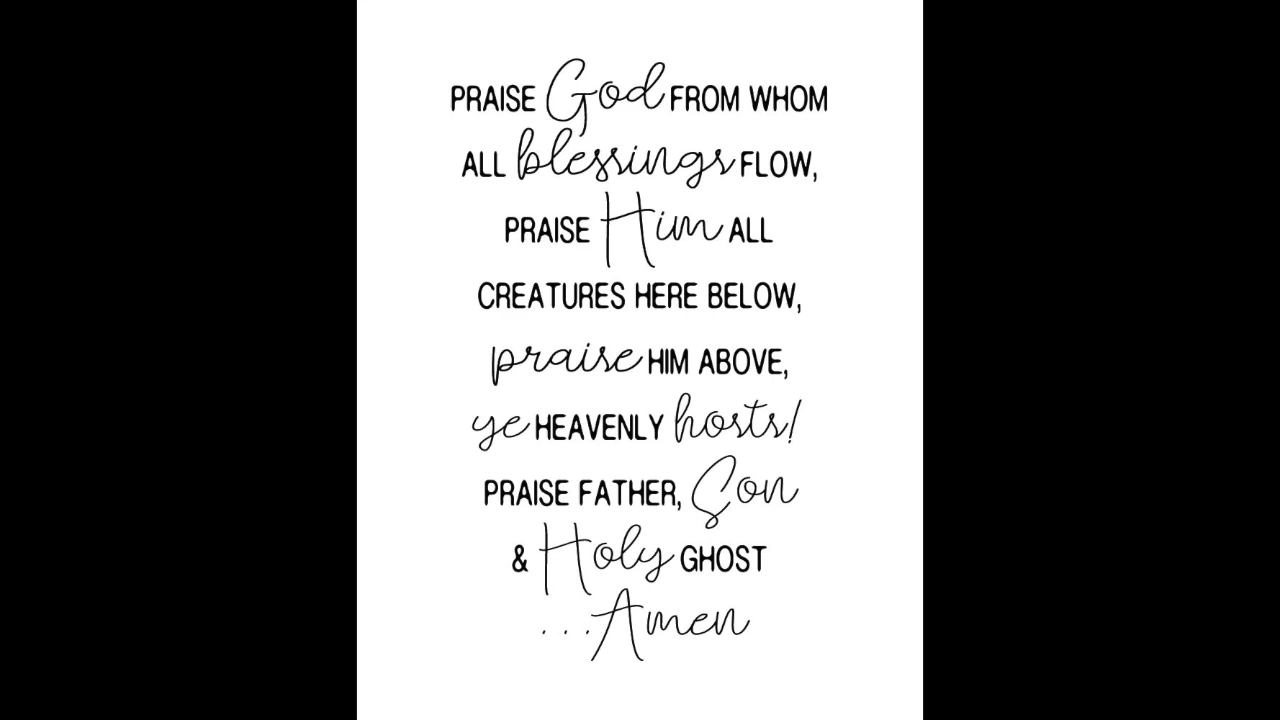 PRAISE God FROM WHOM
ALL blessings FLOW,
PRAISE Him ALL
CREATURES HERE BELOW,
praise HIM ABOVE,
ye HEAVENLY hosts!
PRAISE FATHER, Son
& Holy GHOST
...Amen